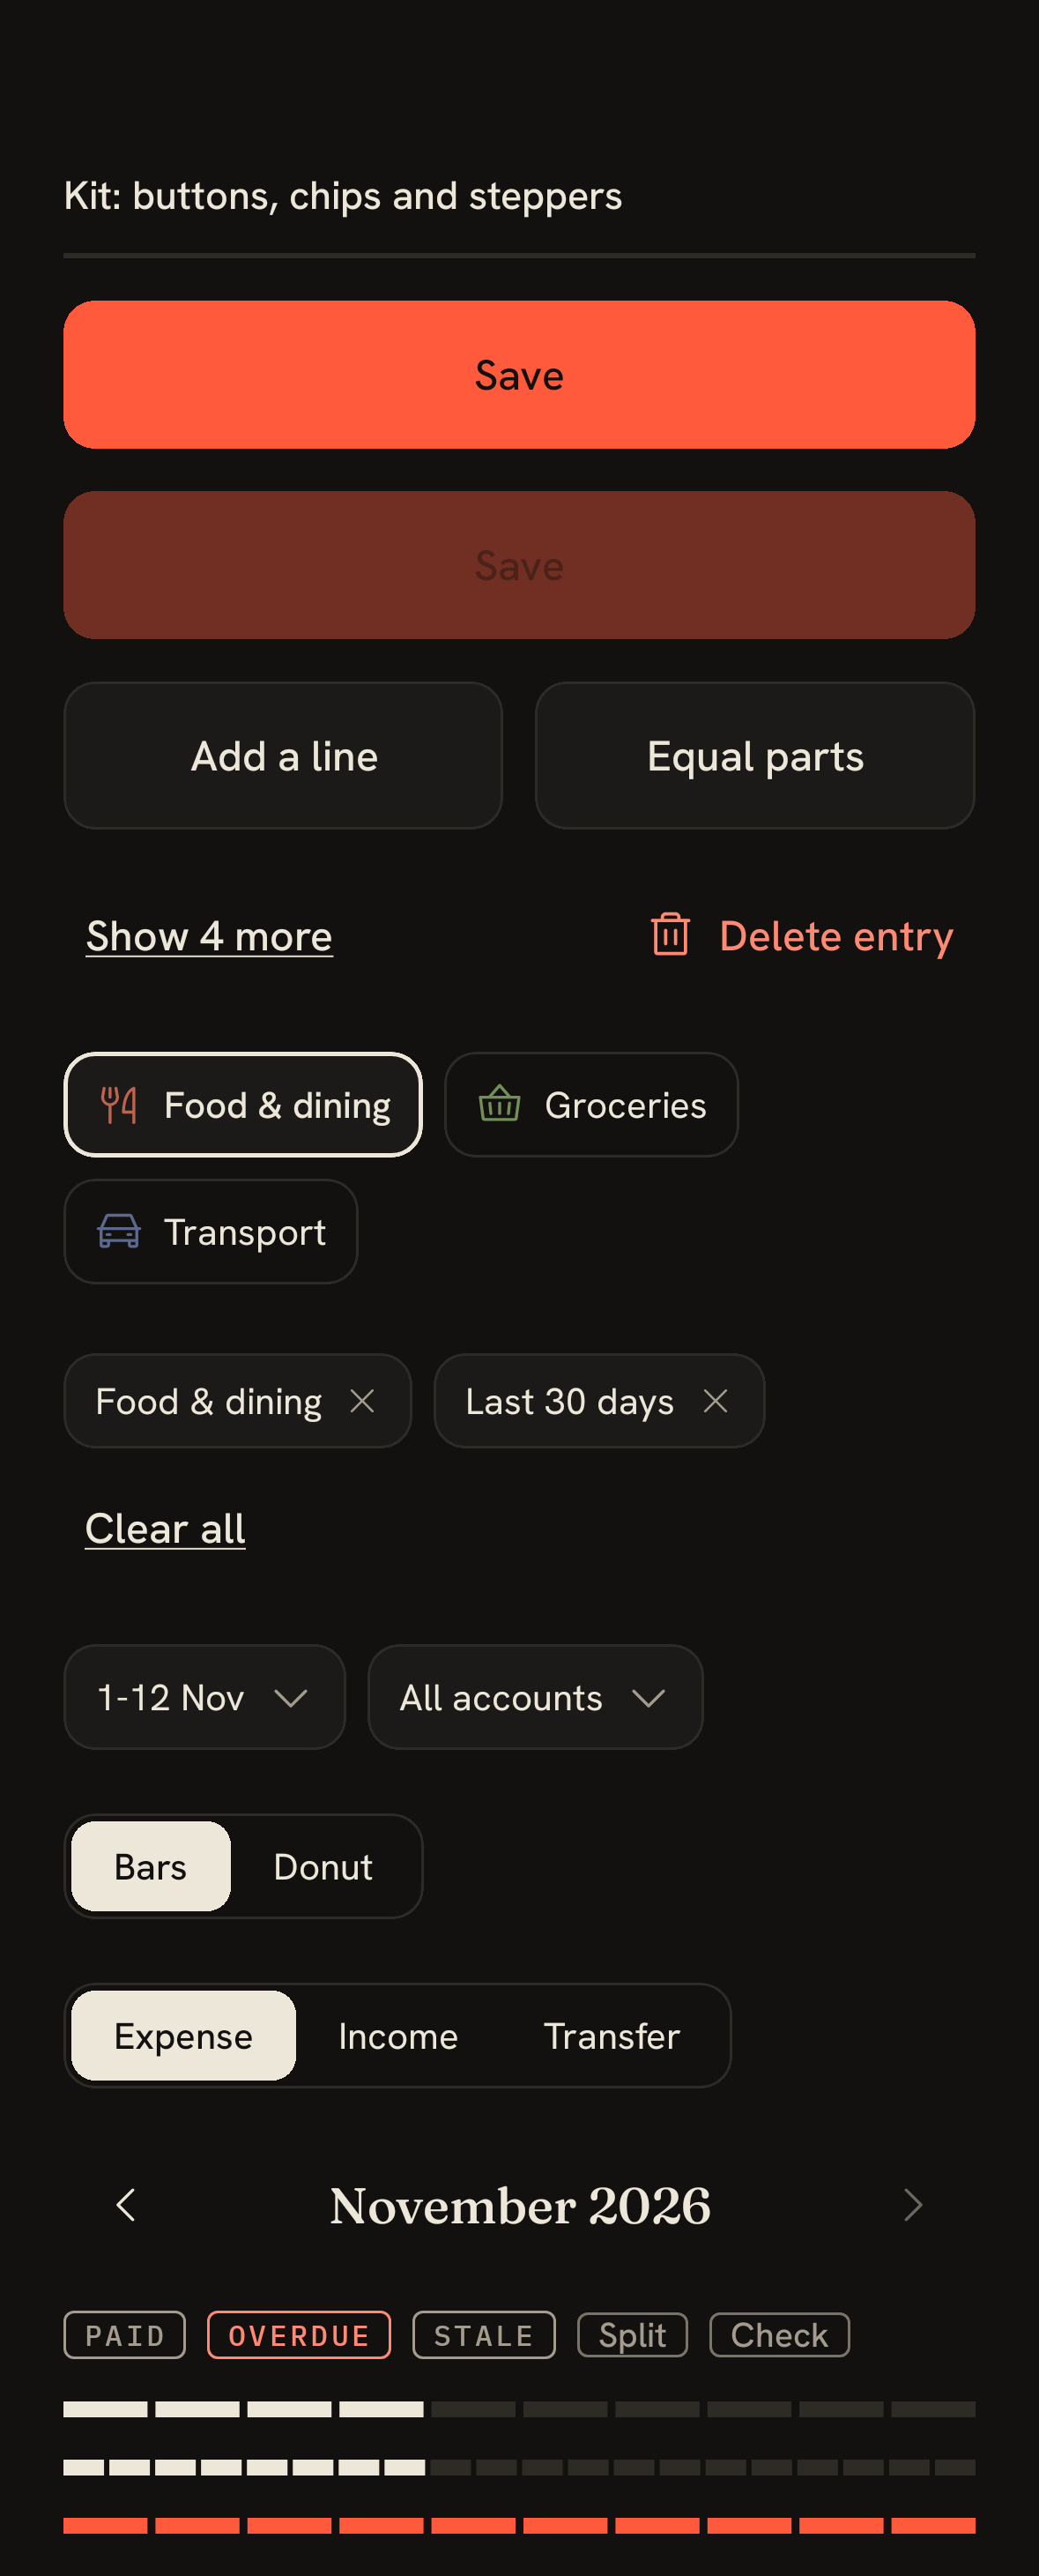 Kit: buttons, chips and steppers
Save
Save
Add a line Equal parts
Show 4 more Delete entry
Food & dining Groceries
Transport
Food & dining Last 30 days
Clear all
1-12 Nov All accounts
Bars Donut
Expense Income Transfer
November 2026
PAID OVERDUE STALE Split Check